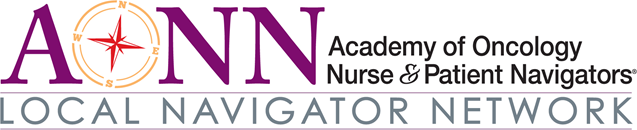 AONN
N
W E
S
Academy of Oncology
Nurse & Patient Navigators®
LOCAL NAVIGATOR NETWORK